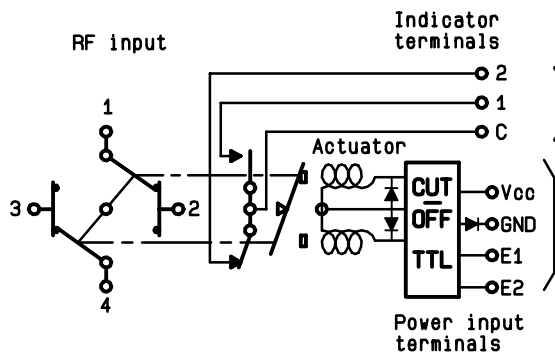 Indicator
terminals
RF input
2
1
C
1
Actuator
3
2
CUT
OFF
TTL
Vcc
GND
E1
E2
4
Power input
terminals